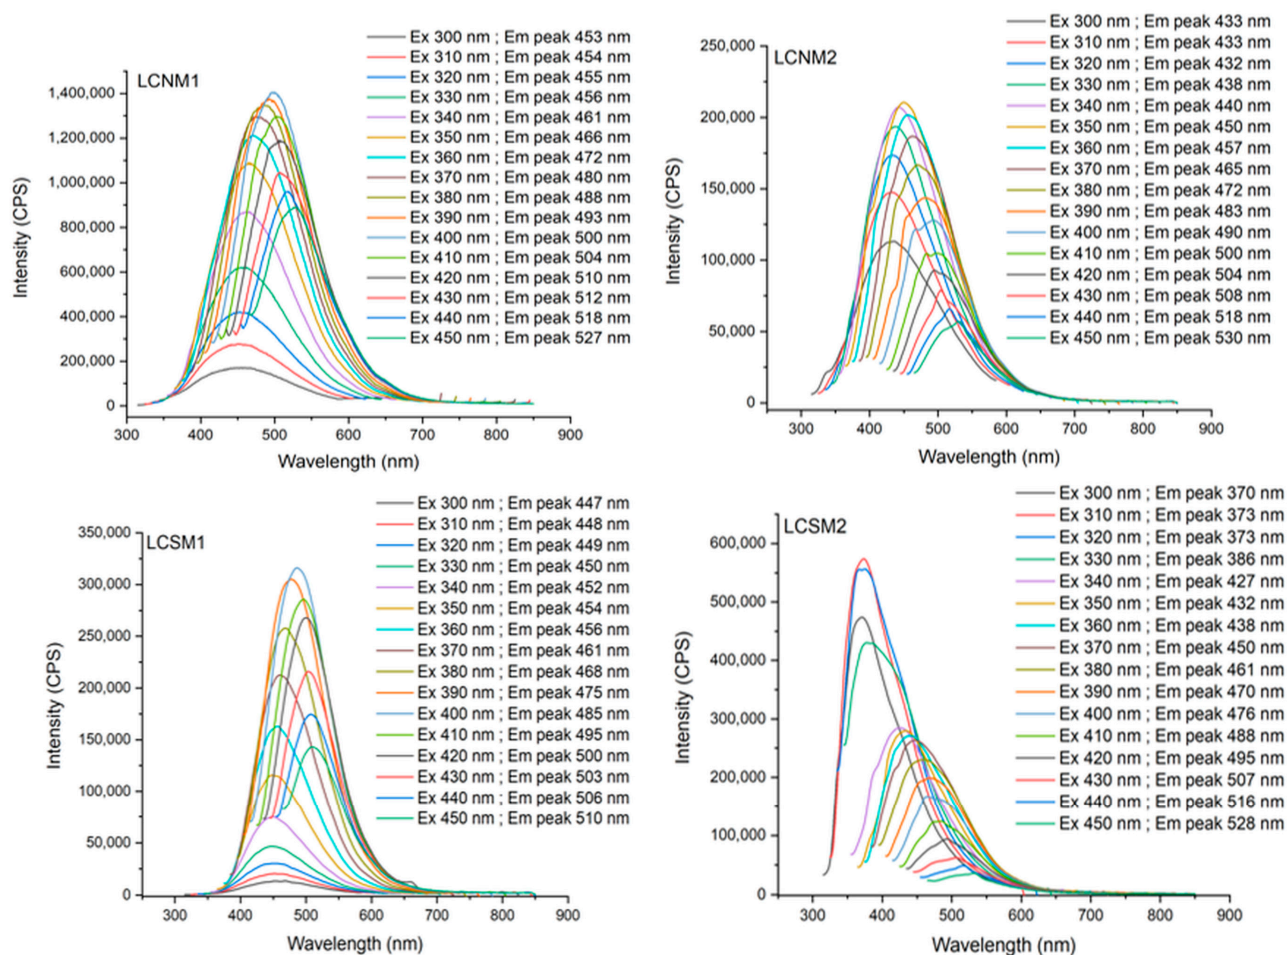 LCNM1
Ex 300 nm ; Em peak 453 nm
Ex 310 nm ; Em peak 454 nm
Ex 320 nm ; Em peak 455 nm
Ex 330 nm ; Em peak 456 nm
Ex 340 nm ; Em peak 461 nm
Ex 350 nm ; Em peak 466 nm
Ex 360 nm ; Em peak 472 nm
Ex 370 nm ; Em peak 480 nm
Ex 380 nm ; Em peak 488 nm
Ex 390 nm ; Em peak 493 nm
Ex 400 nm ; Em peak 500 nm
Ex 410 nm ; Em peak 504 nm
Ex 420 nm ; Em peak 510 nm
Ex 430 nm ; Em peak 512 nm
Ex 440 nm ; Em peak 518 nm
Ex 450 nm ; Em peak 527 nm
Intensity (CPS)
1,400,000
1,200,000
1,000,000
800,000
600,000
400,000
200,000
0
300 400 500 600 700 800 900
Wavelength (nm)
LCNM2
Ex 300 nm ; Em peak 433 nm
Ex 310 nm ; Em peak 433 nm
Ex 320 nm ; Em peak 432 nm
Ex 330 nm ; Em peak 438 nm
Ex 340 nm ; Em peak 440 nm
Ex 350 nm ; Em peak 450 nm
Ex 360 nm ; Em peak 457 nm
Ex 370 nm ; Em peak 465 nm
Ex 380 nm ; Em peak 472 nm
Ex 390 nm ; Em peak 483 nm
Ex 400 nm ; Em peak 490 nm
Ex 410 nm ; Em peak 500 nm
Ex 420 nm ; Em peak 504 nm
Ex 430 nm ; Em peak 508 nm
Ex 440 nm ; Em peak 518 nm
Ex 450 nm ; Em peak 530 nm
Intensity (CPS)
250,000
200,000
150,000
100,000
50,000
0
300 400 500 600 700 800 900
Wavelength (nm)
LCSM1
Ex 300 nm ; Em peak 447 nm
Ex 310 nm ; Em peak 448 nm
Ex 320 nm ; Em peak 449 nm
Ex 330 nm ; Em peak 450 nm
Ex 340 nm ; Em peak 452 nm
Ex 350 nm ; Em peak 454 nm
Ex 360 nm ; Em peak 456 nm
Ex 370 nm ; Em peak 461 nm
Ex 380 nm ; Em peak 468 nm
Ex 390 nm ; Em peak 475 nm
Ex 400 nm ; Em peak 485 nm
Ex 410 nm ; Em peak 495 nm
Ex 420 nm ; Em peak 500 nm
Ex 430 nm ; Em peak 503 nm
Ex 440 nm ; Em peak 506 nm
Ex 450 nm ; Em peak 510 nm
Intensity (CPS)
350,000
300,000
250,000
200,000
150,000
100,000
50,000
0
300 400 500 600 700 800 900
Wavelength (nm)
LCSM2
Ex 300 nm ; Em peak 370 nm
Ex 310 nm ; Em peak 373 nm
Ex 320 nm ; Em peak 373 nm
Ex 330 nm ; Em peak 386 nm
Ex 340 nm ; Em peak 427 nm
Ex 350 nm ; Em peak 432 nm
Ex 360 nm ; Em peak 438 nm
Ex 370 nm ; Em peak 450 nm
Ex 380 nm ; Em peak 461 nm
Ex 390 nm ; Em peak 470 nm
Ex 400 nm ; Em peak 476 nm
Ex 410 nm ; Em peak 488 nm
Ex 420 nm ; Em peak 495 nm
Ex 430 nm ; Em peak 507 nm
Ex 440 nm ; Em peak 516 nm
Ex 450 nm ; Em peak 528 nm
Intensity (CPS)
600,000
500,000
400,000
300,000
200,000
100,000
0
300 400 500 600 700 800 900
Wavelength (nm)